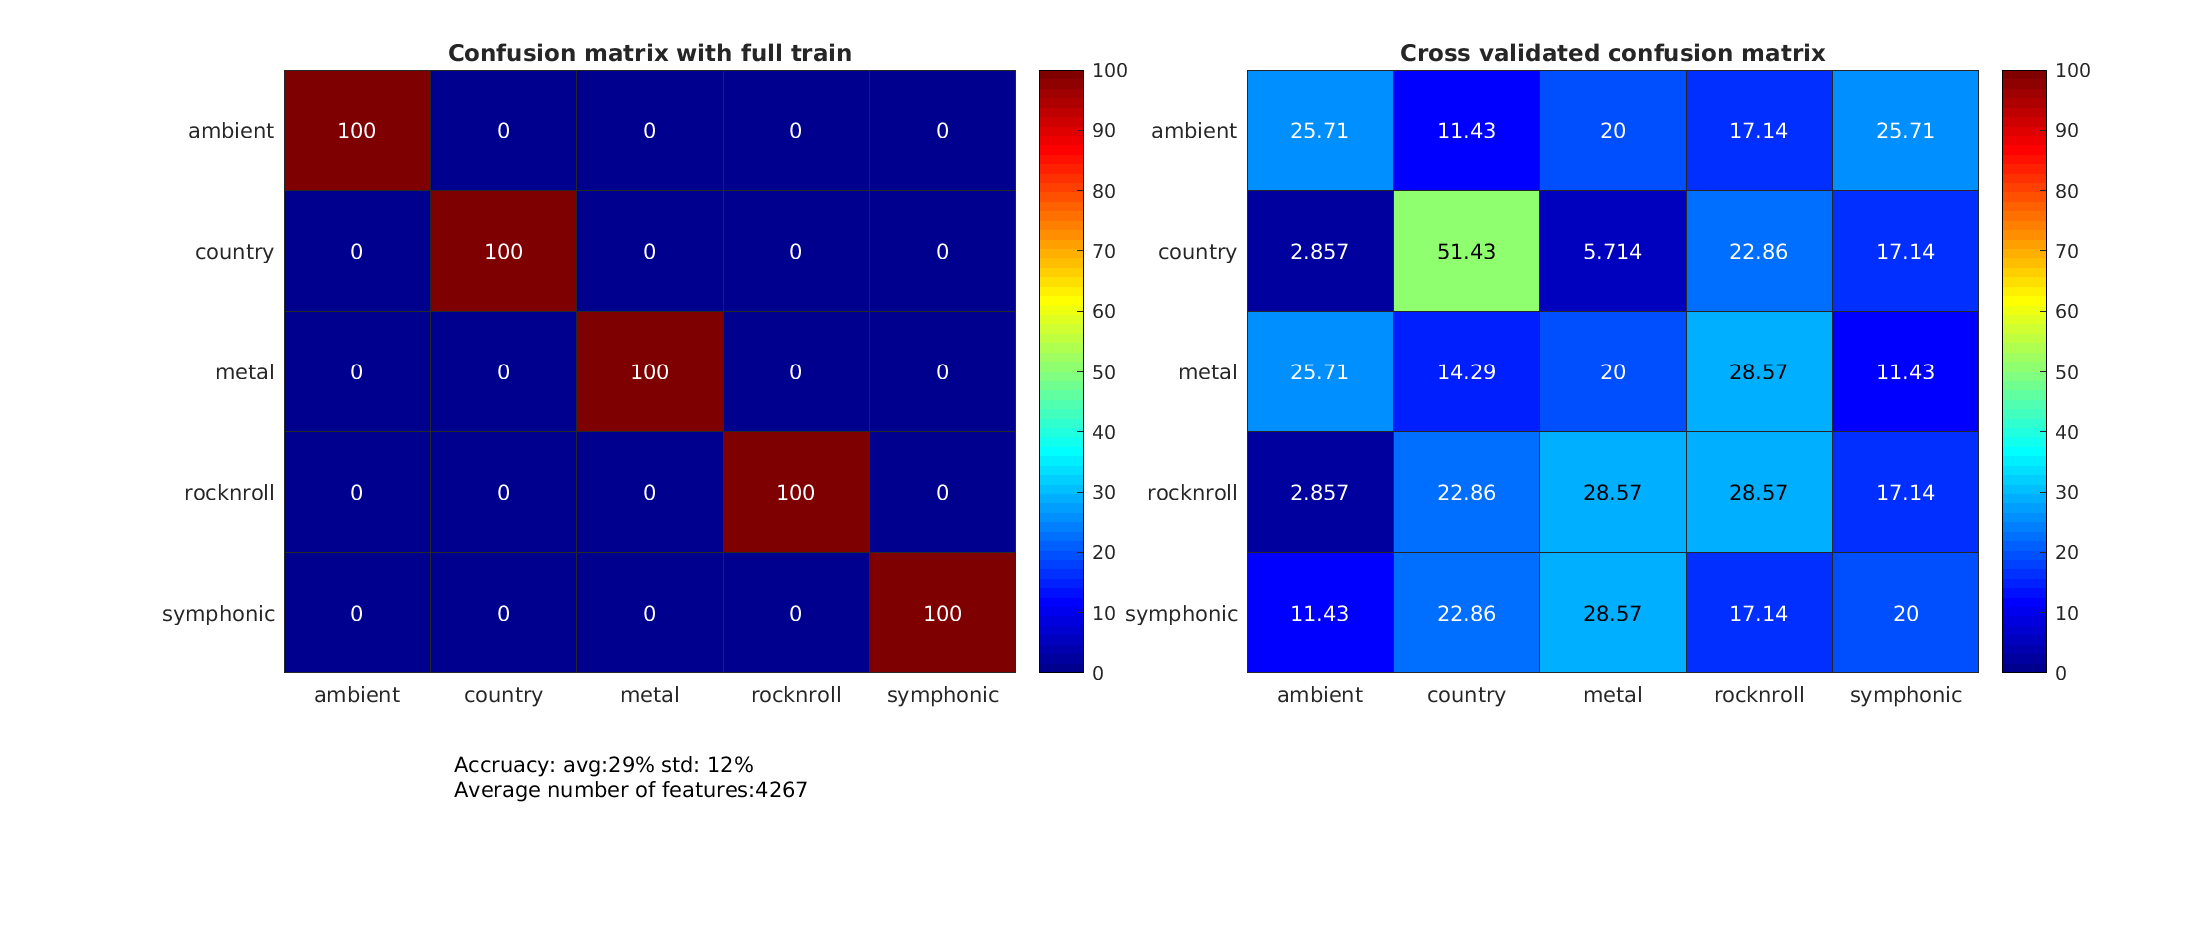 Confusion matrix with full train
ambient 100 0 0 0 0
country 0 100 0 0 0
metal 0 0 100 0 0
rocknroll 0 0 0 100 0
symphonic 0 0 0 0 100
ambient country metal rocknroll symphonic
100
90
80
70
60
50
40
30
20
10
0
Accruacy: avg:29% std: 12%
Average number of features:4267
Cross validated confusion matrix
ambient 25.71 11.43 20 17.14 25.71
country 2.857 51.43 5.714 22.86 17.14
metal 25.71 14.29 20 28.57 11.43
rocknroll 2.857 22.86 28.57 28.57 17.14
symphonic 11.43 22.86 28.57 17.14 20
ambient country metal rocknroll symphonic
100
90
80
70
60
50
40
30
20
10
0